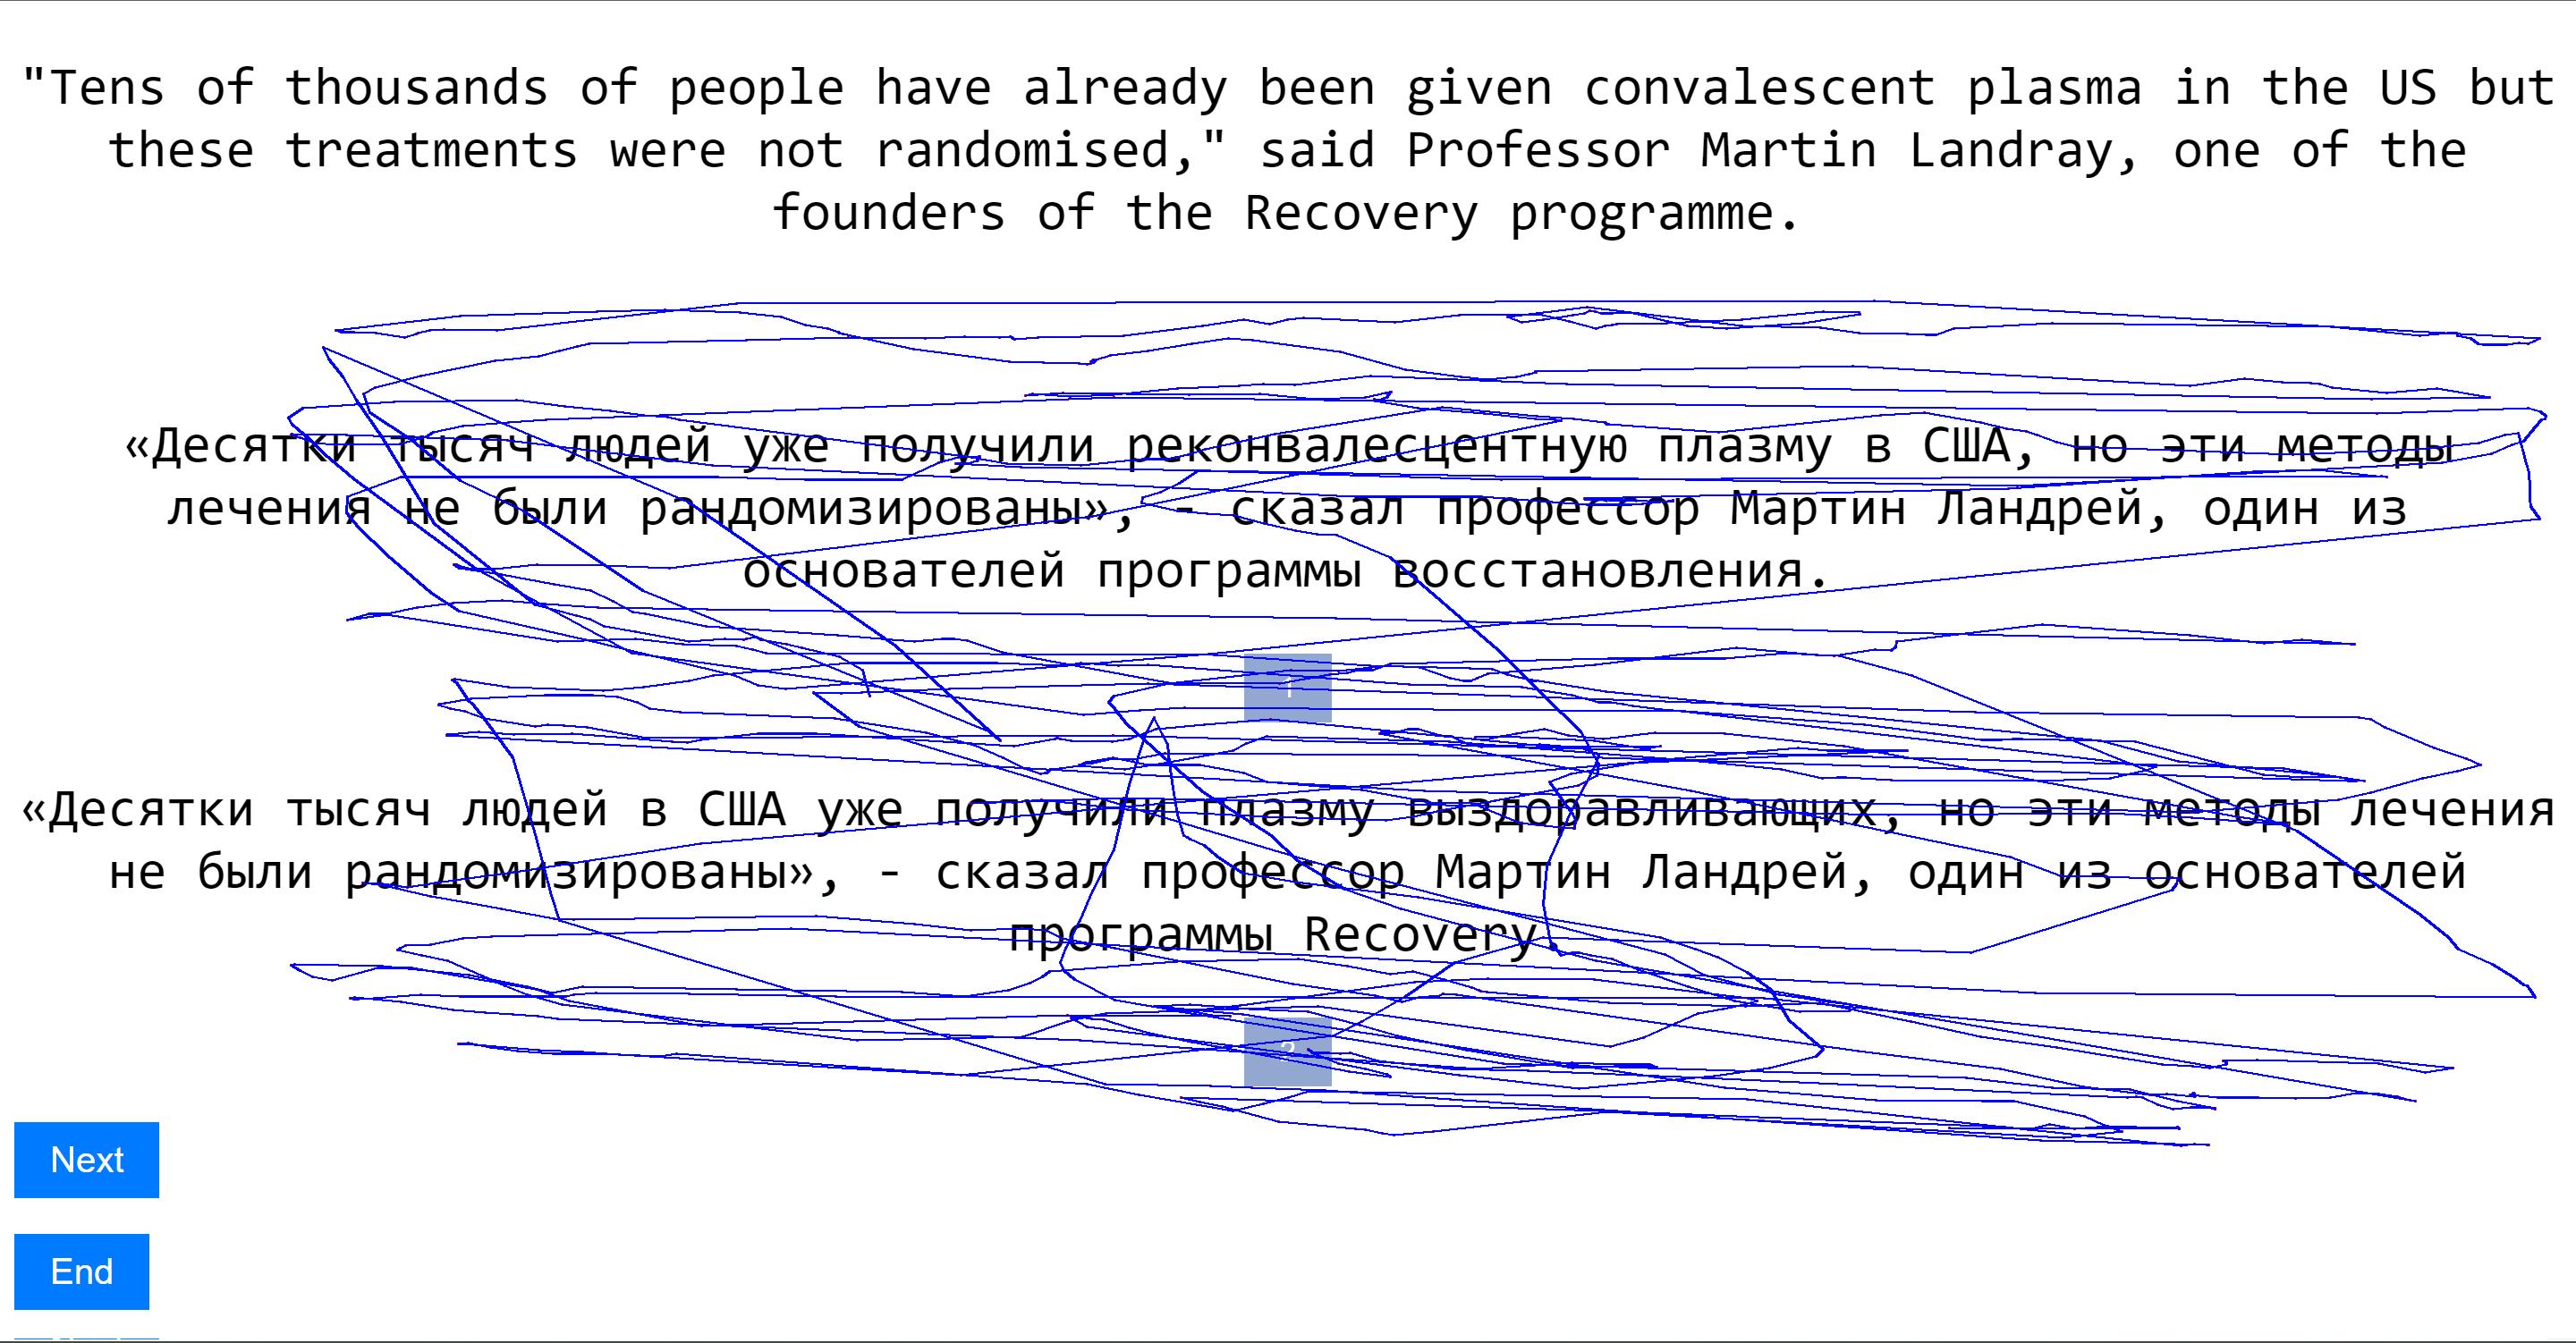 "Tens of thousands of people have already been given convalescent plasma in the US but
these treatments were not randomised," said Professor Martin Landray, one of the
founders of the Recovery programme.
«Десятки тысяч людей уже получили реконвалесцентную плазму в США, но эти методы
лечения не были рандомизированы», - сказал профессор Мартин Ландрей, один из
основателей программы восстановления.
1
«Десятки тысяч людей в США уже получили плазму выздоравливающих, но эти методы лечения
не были рандомизированы», - сказал профессор Мартин Ландрей, один из основателей
программы Recovery.
2
Next
End